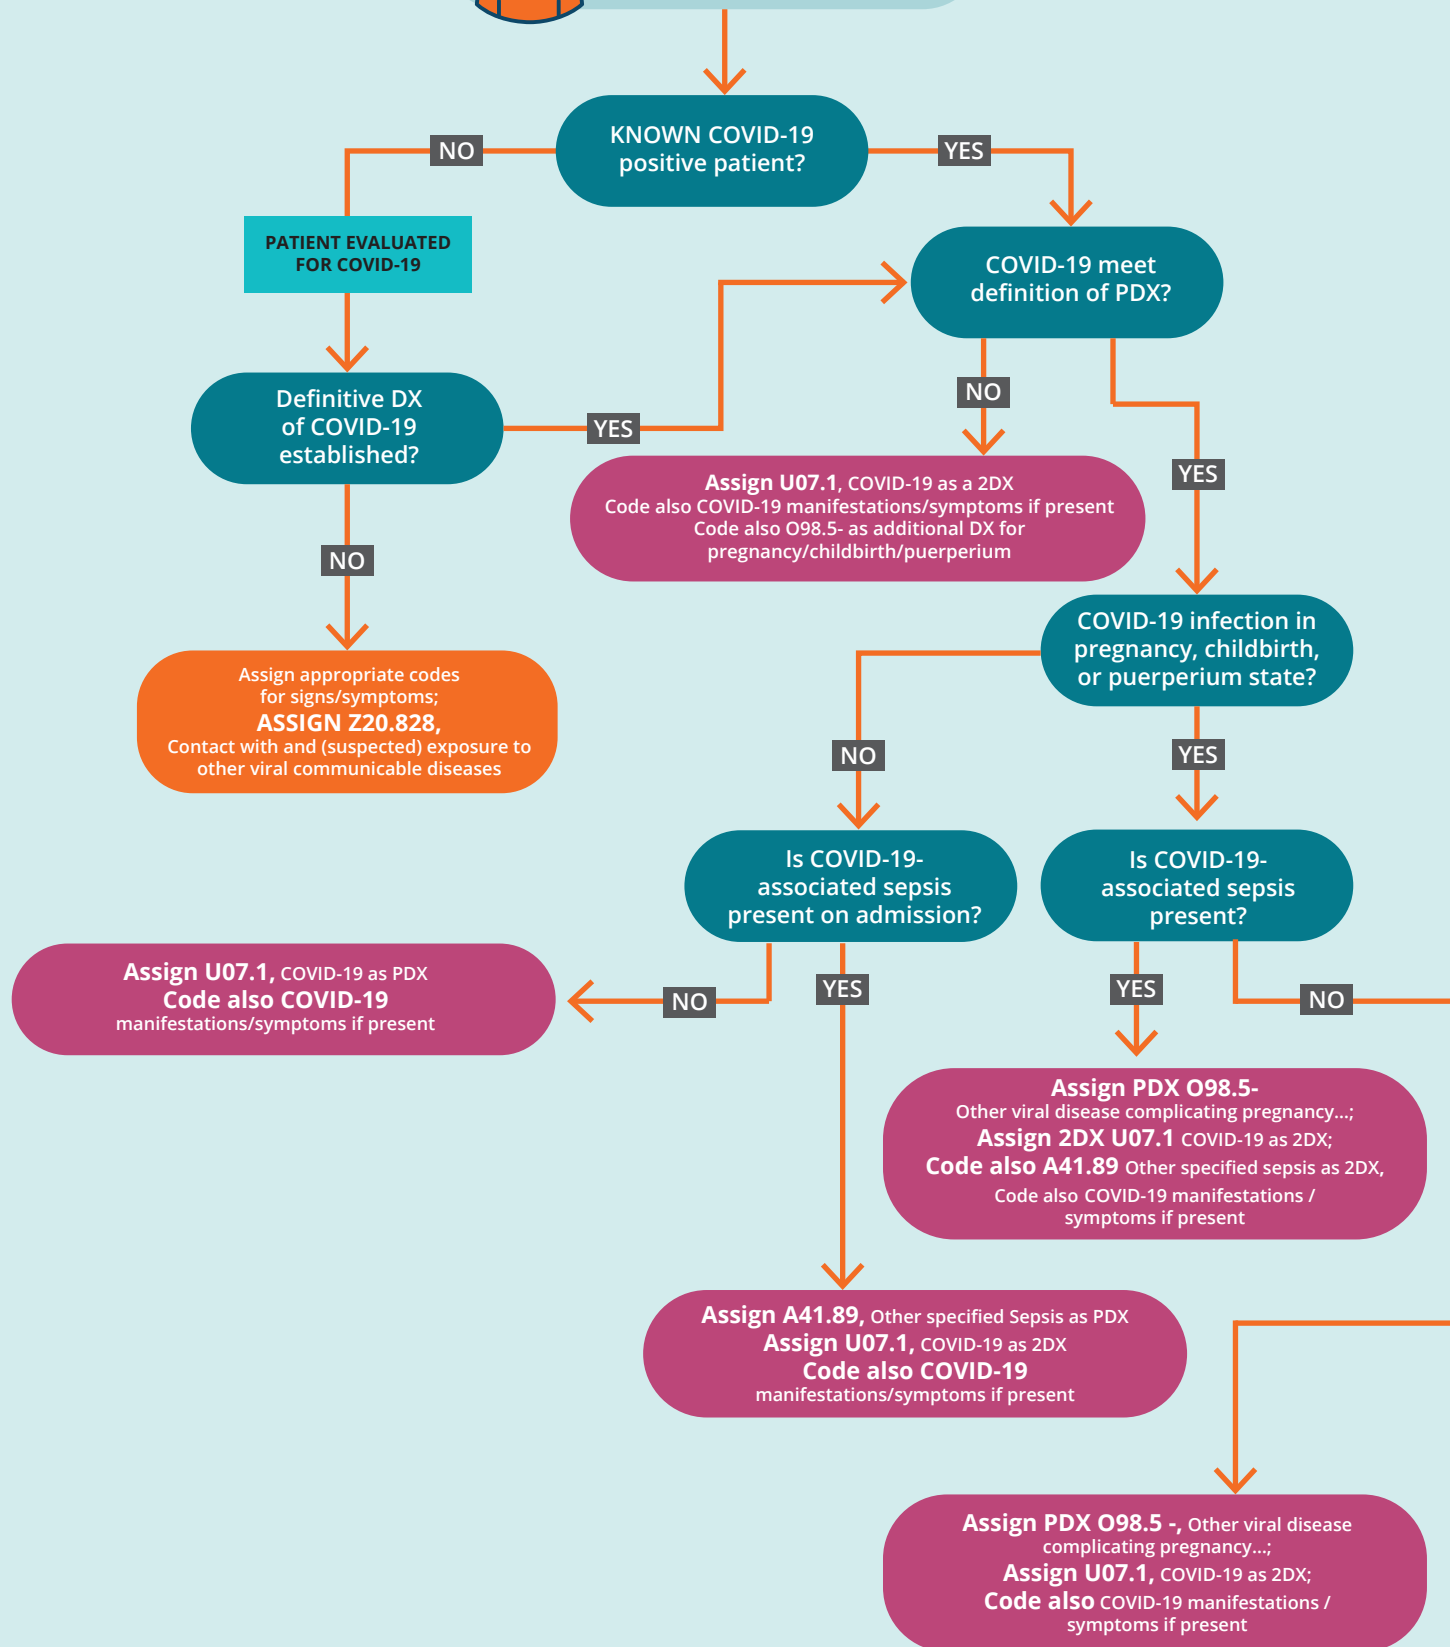 KNOWN COVID-19
positive patient?
NO
YES
PATIENT EVALUATED
FOR COVID-19
COVID-19 meet
definition of PDX?
Definitive DX
of COVID-19
established?
YES
NO
YES
Assign U07.1, COVID-19 as a 2DX
Code also COVID-19 manifestations/symptoms if present
Code also O98.5- as additional DX for
pregnancy/childbirth/puerperium
NO
COVID-19 infection in
pregnancy, childbirth,
or puerperium state?
Assign appropriate codes
for signs/symptoms;
ASSIGN Z20.828,
Contact with and (suspected) exposure to
other viral communicable diseases
NO
YES
Is COVID-19-
associated sepsis
present on admission?
Is COVID-19-
associated sepsis
present?
Assign U07.1, COVID-19 as PDX
Code also COVID-19
manifestations/symptoms if present
NO
YES
YES
NO
Assign PDX O98.5-
Other viral disease complicating pregnancy...;
Assign 2DX U07.1 COVID-19 as 2DX;
Code also A41.89 Other specified sepsis as 2DX,
Code also COVID-19 manifestations /
symptoms if present
Assign A41.89, Other specified Sepsis as PDX
Assign U07.1, COVID-19 as 2DX
Code also COVID-19
manifestations/symptoms if present
Assign PDX O98.5 -, Other viral disease
complicating pregnancy...;
Assign U07.1, COVID-19 as 2DX;
Code also COVID-19 manifestations /
symptoms if present